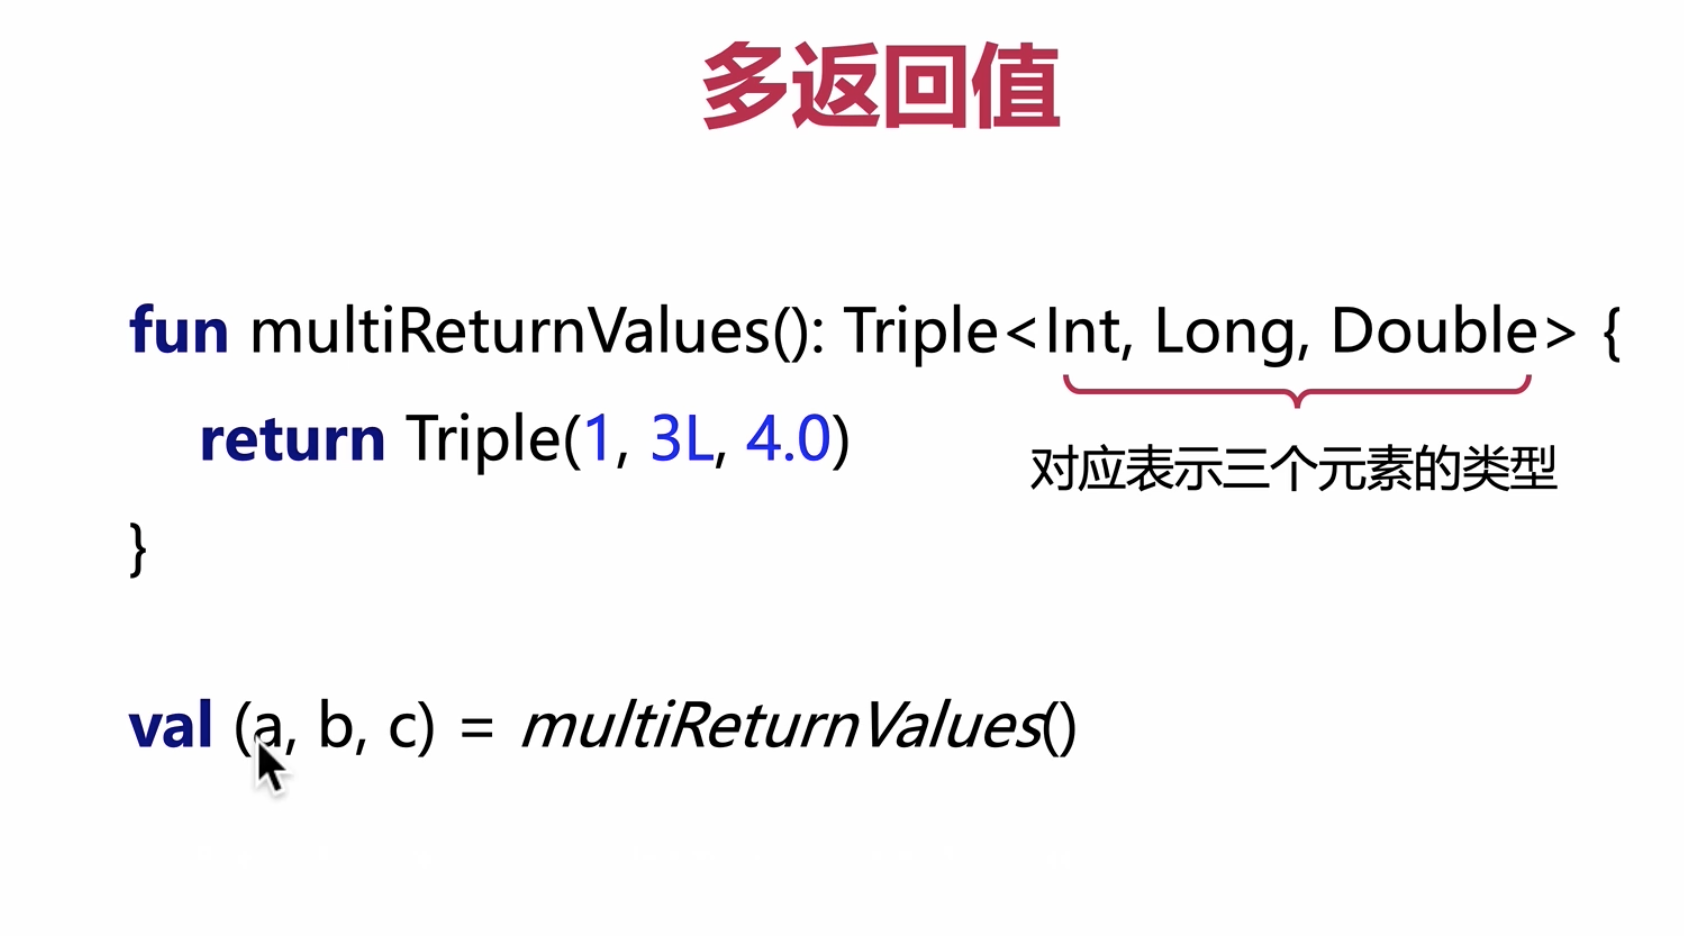 多返回值
fun multiReturnValues(): Triple<Int, Long, Double> {
return Triple(1, 3L, 4.0)
对应表示三个元素的类型
}
val (a, b, c) = multiReturnValues()